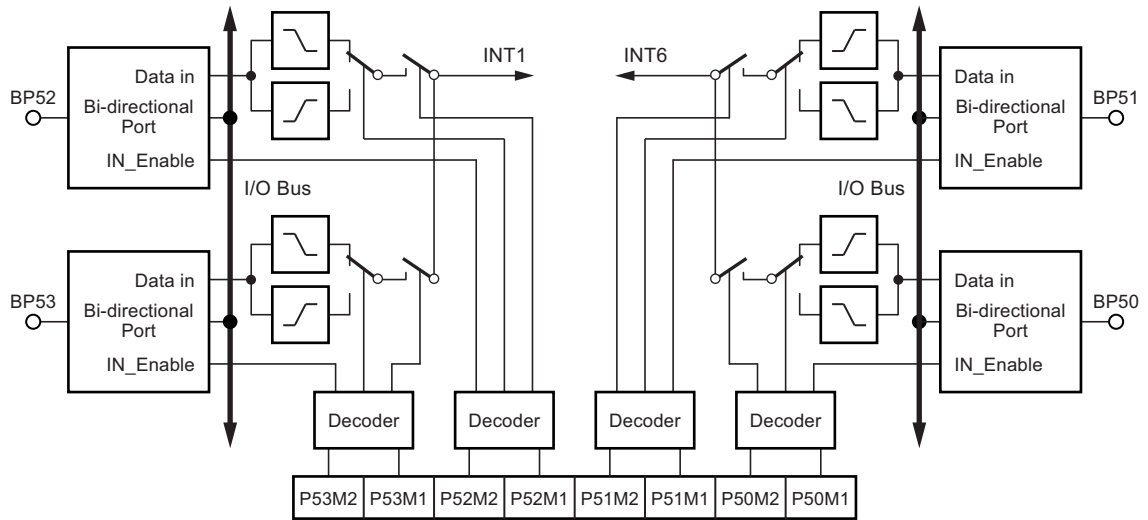 INT1
INT6
Data in
BP52
Bi-directional
Port
IN_Enable
I/O Bus
Data in
BP51
Bi-directional
Port
IN_Enable
I/O Bus
Data in
BP53
Bi-directional
Port
IN_Enable
Data in
BP50
Bi-directional
Port
IN_Enable
Decoder
Decoder
Decoder
Decoder
P53M2 P53M1 P52M2 P52M1 P51M2 P51M1 P50M2 P50M1